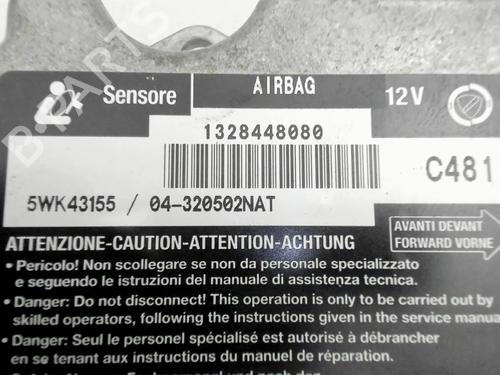 Sensore AIRBAG 12V
1328448080
C481
5WK43155 / 04-320502NAT
AVANTI DEVANT
FORWARD VORNE
ATTENZIONE-CAUTION-ATTENTION-ACHTUNG
• Pericolo! Non scollegare se non da personale specializzato
e seguendo le istruzioni del manuale di assistenza tecnica.
• Danger: Do not disconnect! This operation is only to be carried out by
skilled operators, following the instructions given in the service manual
• Danger: Seul le personel spécialisé est autorisé à débrancher
en se tenant aux instructions du manuel de réparation.
B-PARTS